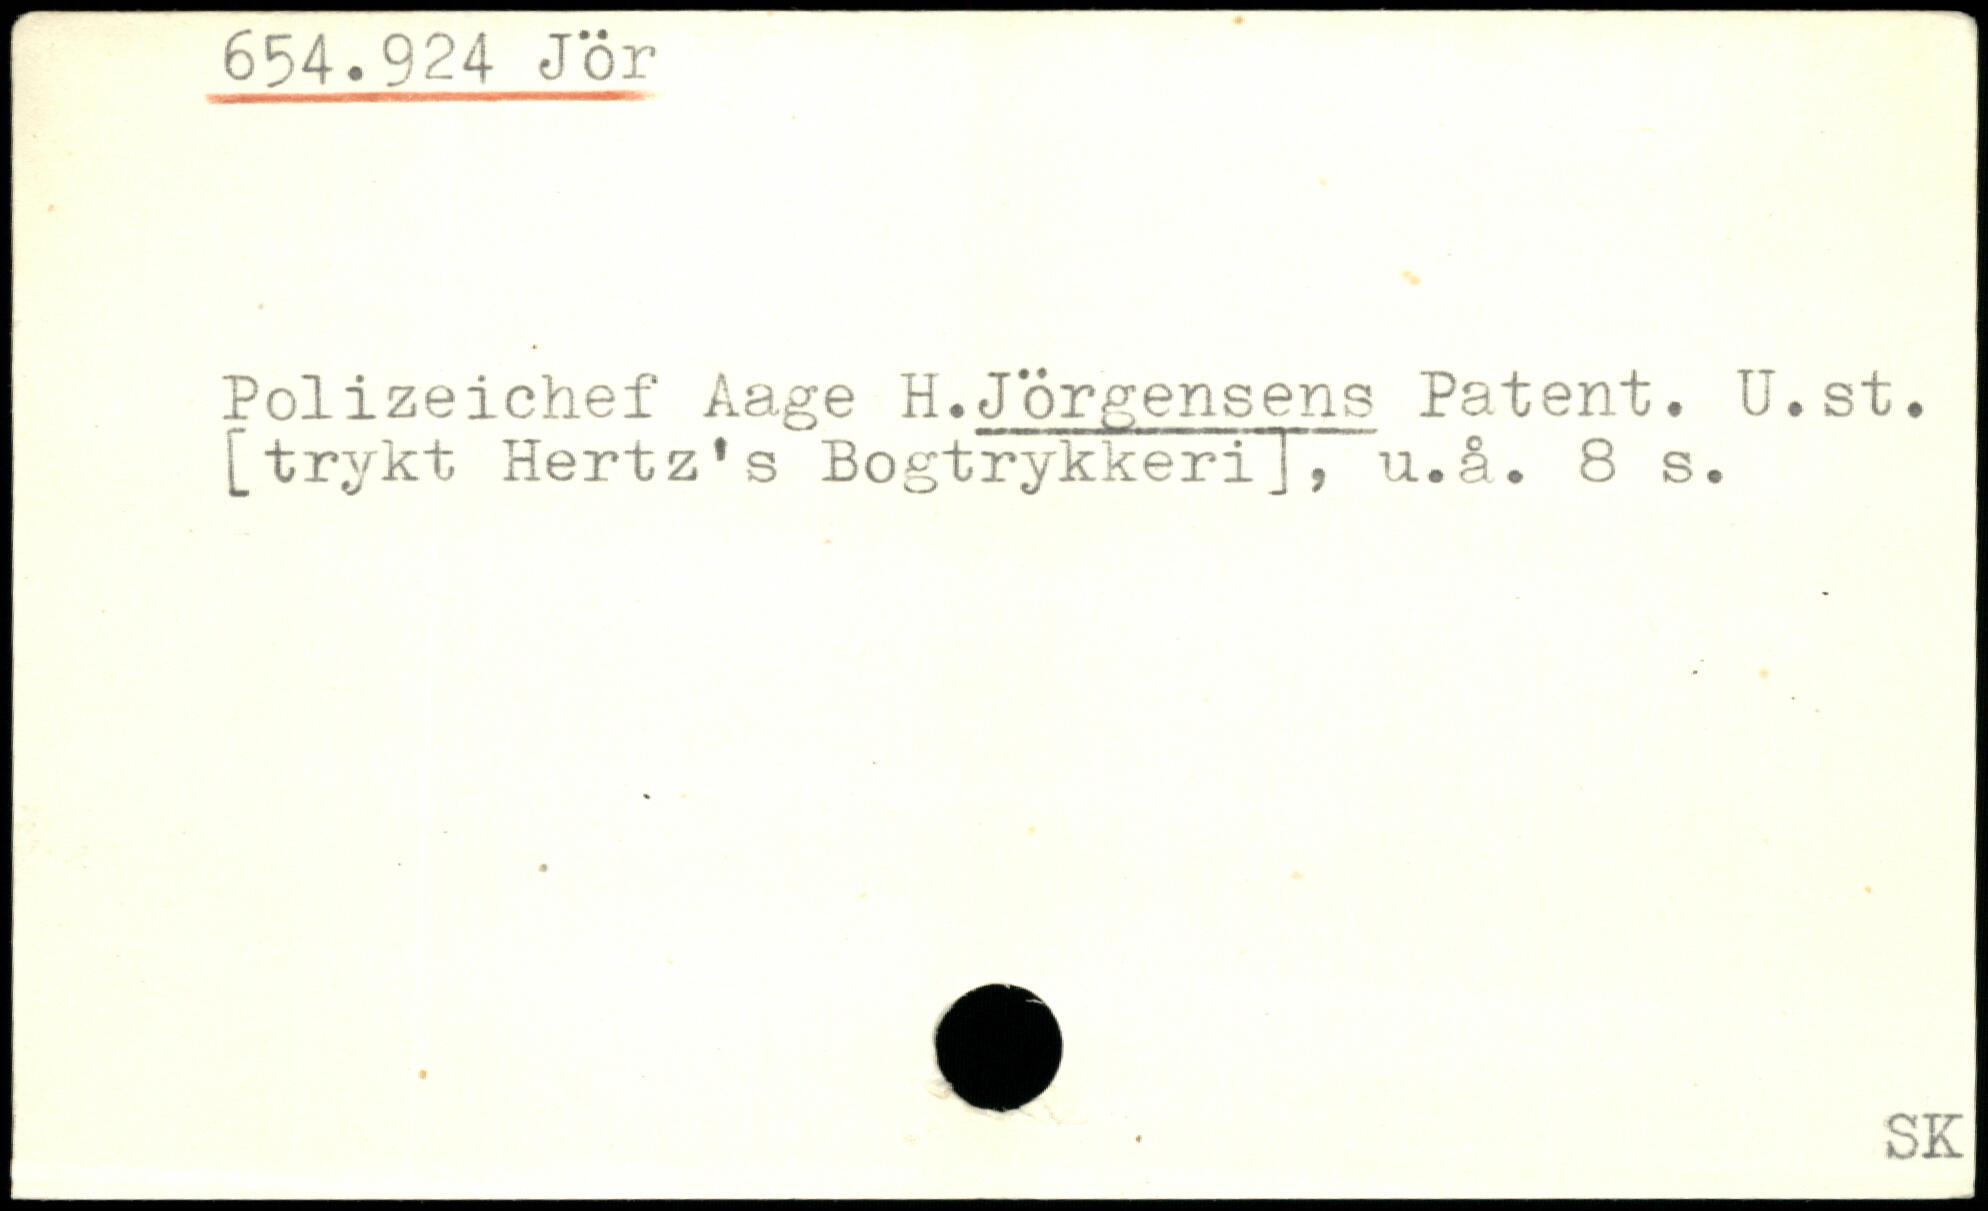 654.924 Jör
Polizeichef Aage H.Jörgensens Patent. U.st.
[trykt Hertz's Bogtrykkeri], u.å. 8 s.
SK